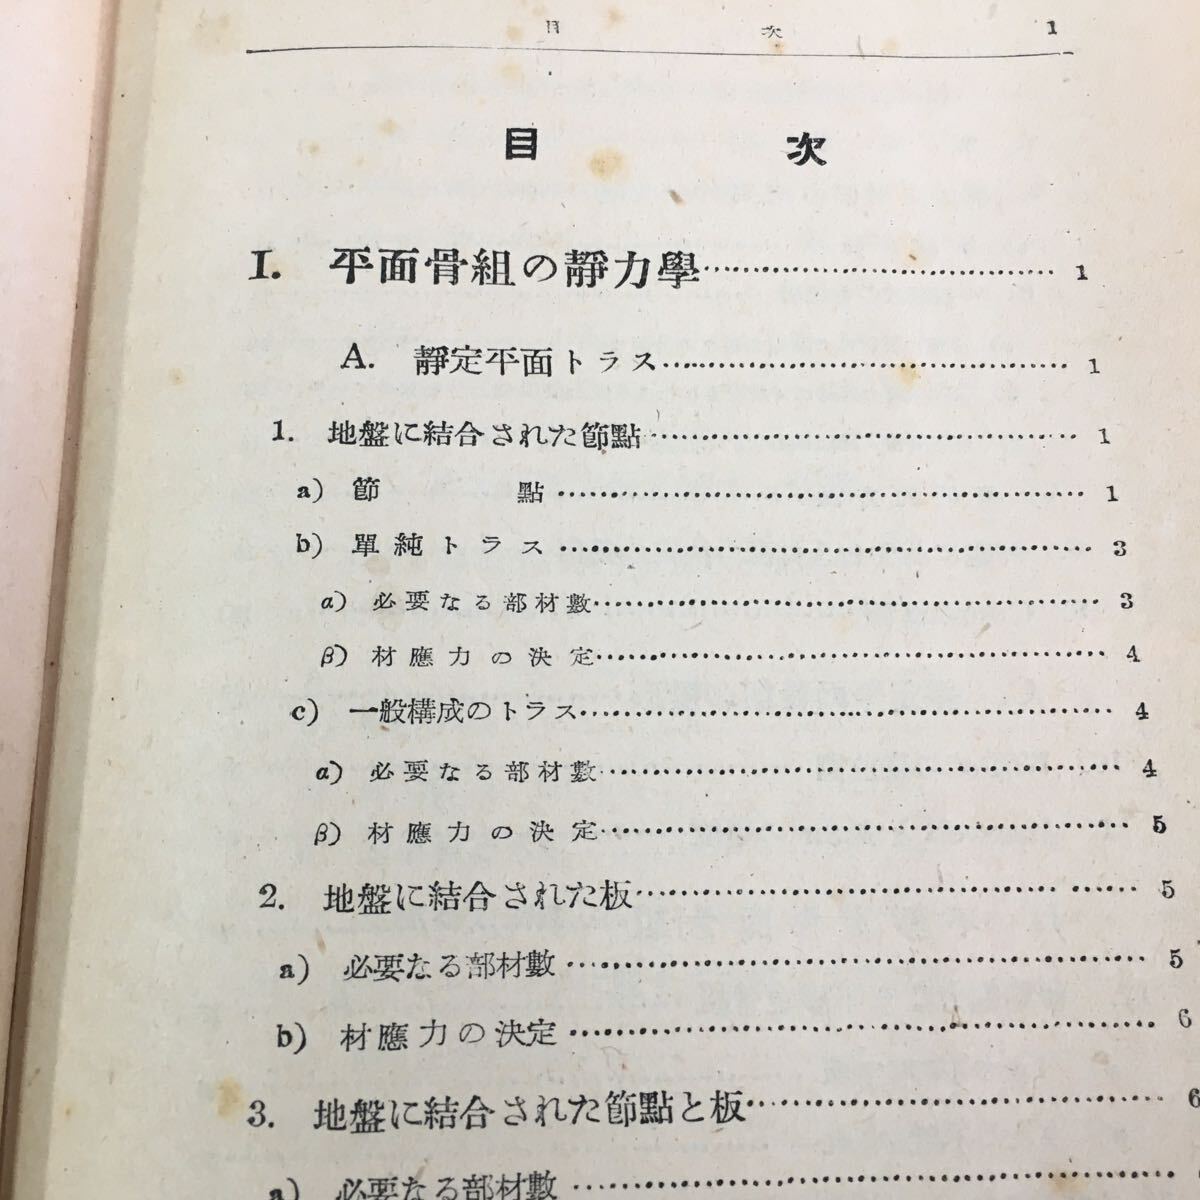 目次 1
目次
I. 平面骨組の靜力學 1
A. 靜定平面トラス 1
1. 地盤に結合された節點 1
a) 節點 1
b) 單純トラス 3
α) 必要なる部材數 3
β) 材應力の決定 4
c) 一般構成のトラス 4
α) 必要なる部材數 4
β) 材應力の決定 5
2. 地盤に結合された板 5
a) 必要なる部材數 5
b) 材應力の決定 6
3. 地盤に結合された節點と板 6
a) 必要なる部材數